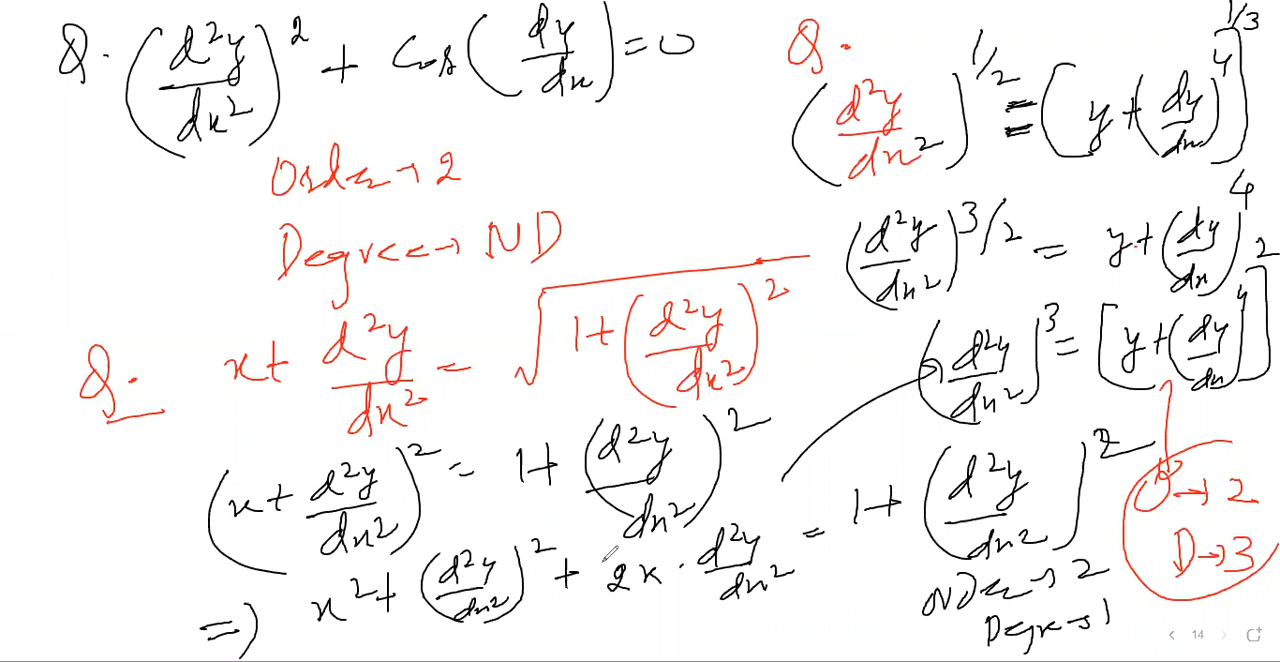 Q. (d²y/dx²)² + Cos(dy/dx) = 0
Order → 2
Degree → ND
Q. x + d²y/dx² = √(1 + (d²y/dx²)²)
(x + d²y/dx²)² = 1 + (d²y/dx²)²
⇒) x² + (d²y/dx²)² + 2x · d²y/dx² = 1 + (d²y/dx²)²
Order → 2
Degree → 1
Q.
(d²y/dx²)^1/2 = [y + (dy/dx)⁴]^1/3
(d²y/dx²)^3/2 = y + (dy/dx)⁴
(d²y/dx²)³ = [y + (dy/dx)⁴]²
O → 2
D → 3
14